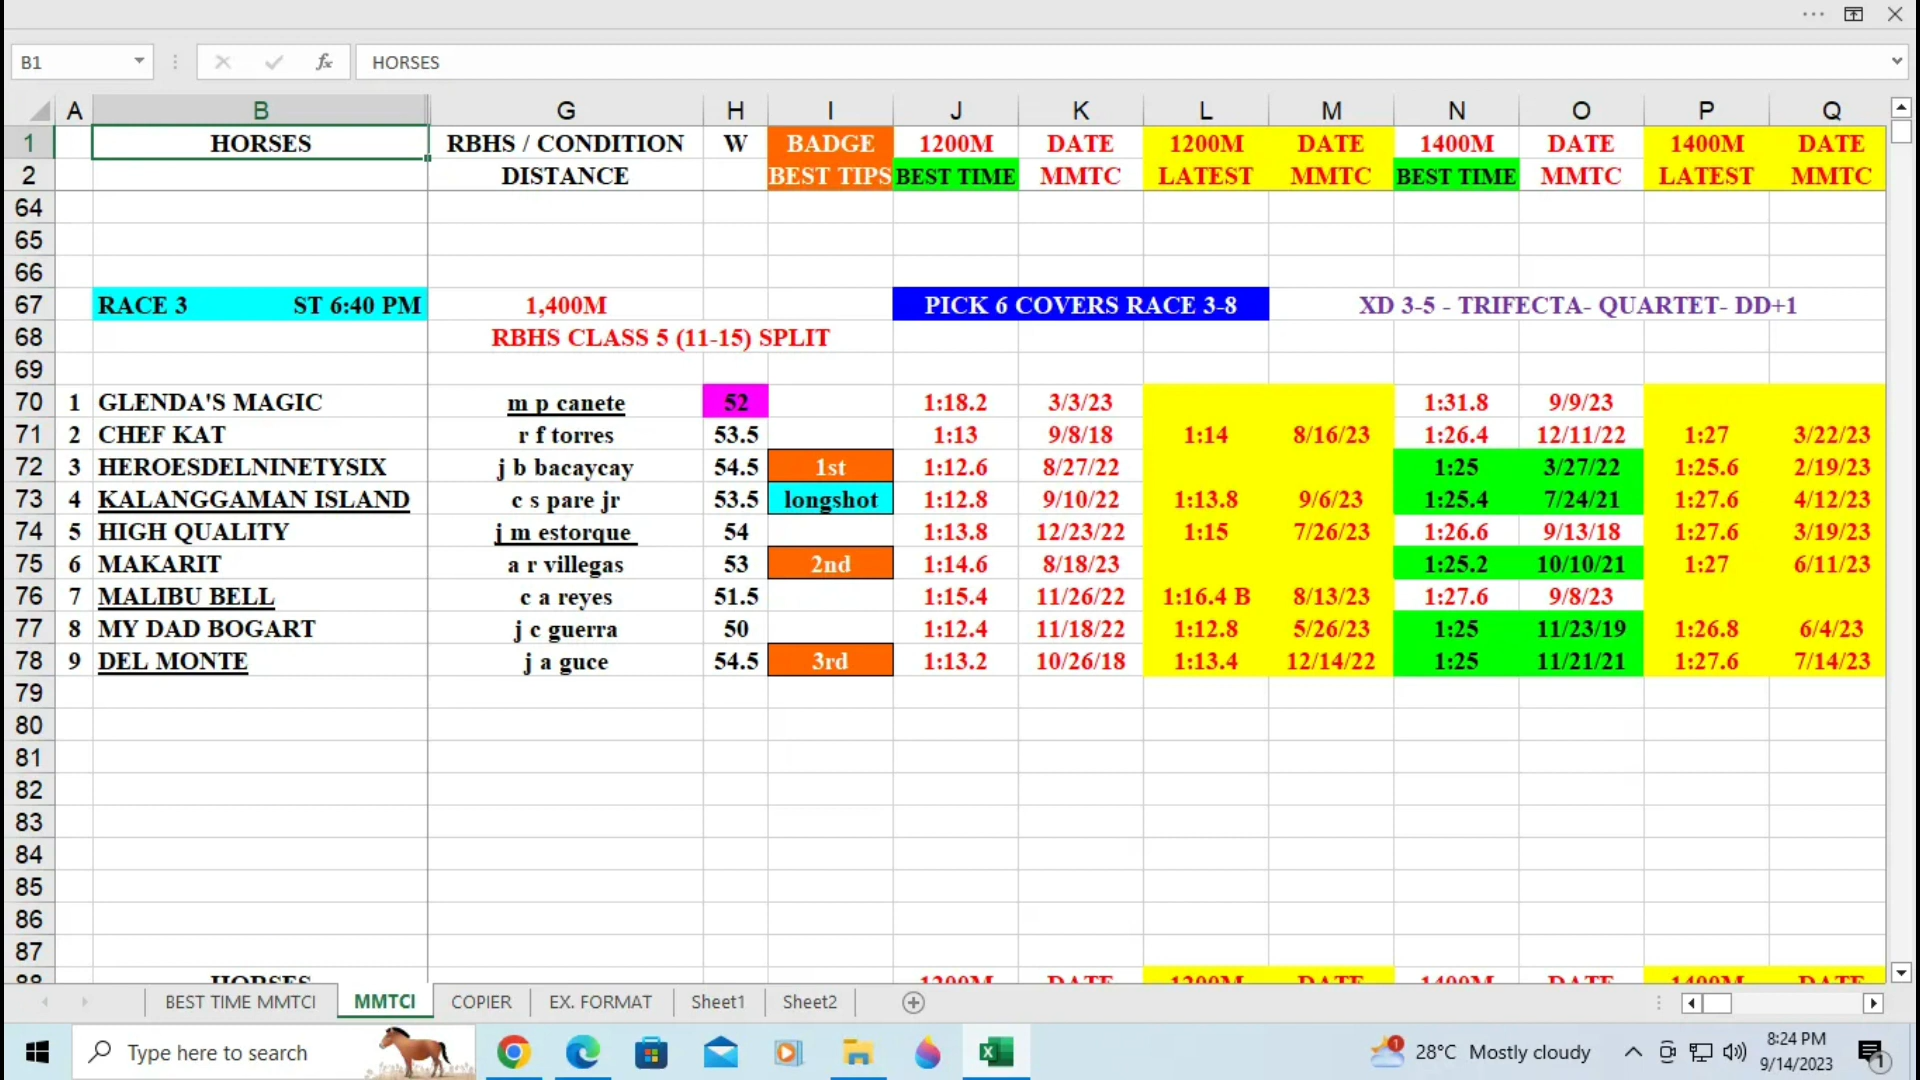 B1 fx HORSES
A B G H I J K L M N O P Q
1 HORSES RBHS / CONDITION W BADGE 1200M DATE 1200M DATE 1400M DATE 1400M DATE
2 DISTANCE BEST TIPS BEST TIME MMTC LATEST MMTC BEST TIME MMTC LATEST MMTC
64
65
66
67 RACE 3 ST 6:40 PM 1,400M PICK 6 COVERS RACE 3-8 XD 3-5 - TRIFECTA- QUARTET- DD+1
68 RBHS CLASS 5 (11-15) SPLIT
69
70 1 GLENDA'S MAGIC m p canete 52 1:18.2 3/3/23 1:31.8 9/9/23
71 2 CHEF KAT r f torres 53.5 1:13 9/8/18 1:14 8/16/23 1:26.4 12/11/22 1:27 3/22/23
72 3 HEROESDELNINETYSIX j b bacaycay 54.5 1st 1:12.6 8/27/22 1:25 3/27/22 1:25.6 2/19/23
73 4 KALANGGAMAN ISLAND c s pare jr 53.5 longshot 1:12.8 9/10/22 1:13.8 9/6/23 1:25.4 7/24/21 1:27.6 4/12/23
74 5 HIGH QUALITY j m estorque 54 1:13.8 12/23/22 1:15 7/26/23 1:26.6 9/13/18 1:27.6 3/19/23
75 6 MAKARIT a r villegas 53 2nd 1:14.6 8/18/23 1:25.2 10/10/21 1:27 6/11/23
76 7 MALIBU BELL c a reyes 51.5 1:15.4 11/26/22 1:16.4 B 8/13/23 1:27.6 9/8/23
77 8 MY DAD BOGART j c guerra 50 1:12.4 11/18/22 1:12.8 5/26/23 1:25 11/23/19 1:26.8 6/4/23
78 9 DEL MONTE j a guce 54.5 3rd 1:13.2 10/26/18 1:13.4 12/14/22 1:25 11/21/21 1:27.6 7/14/23
79
80
81
82
83
84
85
86
87
88 HORSES 1200M DATE 1200M DATE 1400M DATE 1400M DATE
BEST TIME MMTCI MMTCI COPIER EX. FORMAT Sheet1 Sheet2
Type here to search 1 28°C Mostly cloudy 8:24 PM
9/14/2023 1